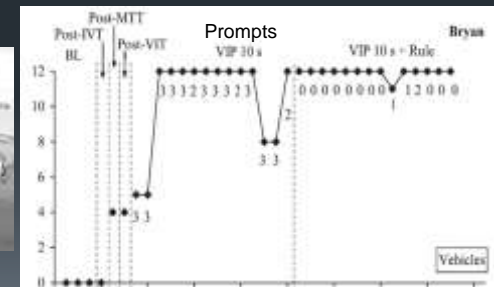 Post-MTT
Prompts
Post-IVT
Bryan
Post-VIT
VIP 10 s
VIP 10 s + Rule
BL
12
3 3 3 2 3 3 3 2 3
0 0 0 0 0 0 0 0
1 2 0 0 0
10
1
2
8
3 3
6
3 3
4
2
Vehicles
0